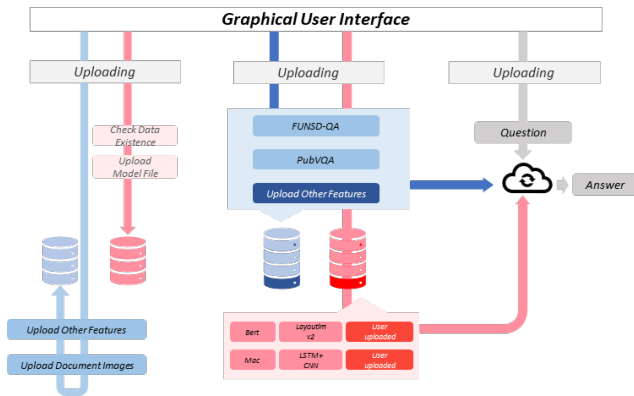 Graphical User Interface
Uploading
Uploading
Uploading
Check Data
Existence
Upload
Model File
FUNSD-QA
PubVQA
Upload Other Features
Question
Answer
Upload Other Features
Upload Document Images
Bert
Layoutlm
v2
User
uploaded
Mac
LSTM+
CNN
User
uploaded